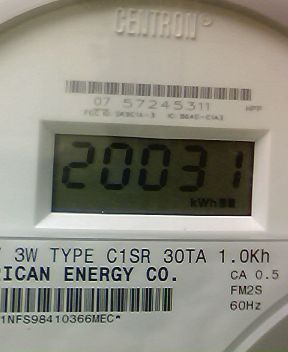 CENTRON®
07 57245311
20031
kWh
3W TYPE C1SR 30TA 1.0Kh
RICAN ENERGY CO.
CA 0.5
FM2S
60Hz
1NFS98410366MEC*